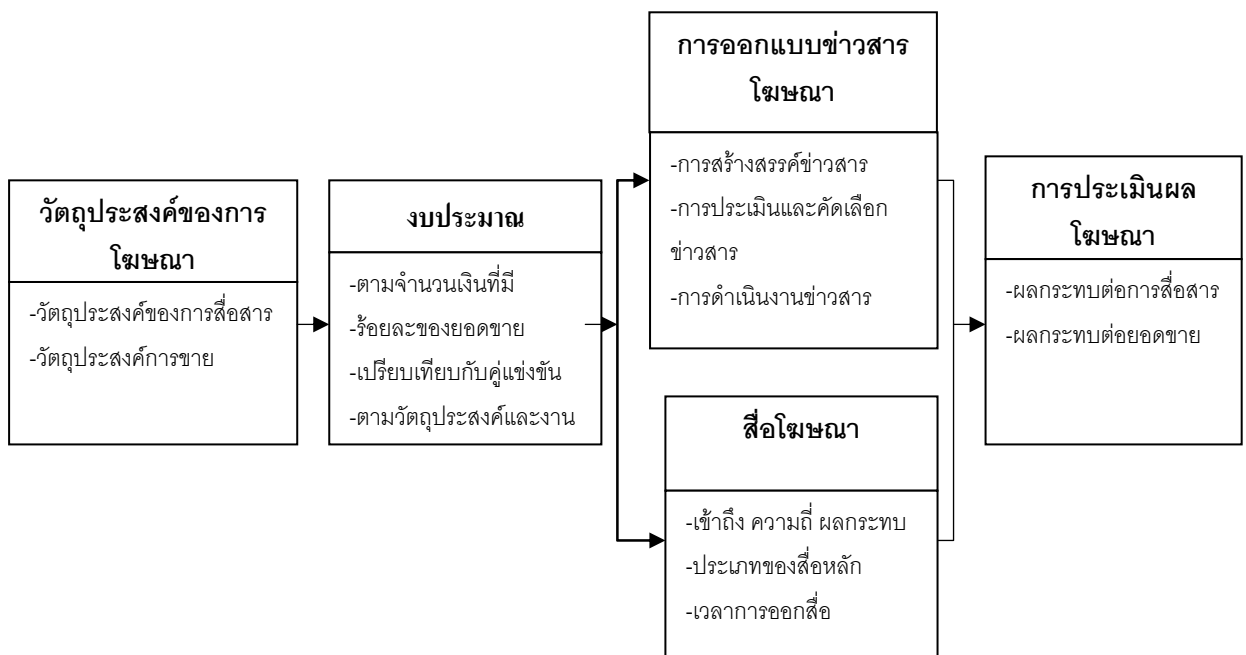 วัตถุประสงค์ของการ
โฆษณา
-วัตถุประสงค์ของการสื่อสาร
-วัตถุประสงค์การขาย
งบประมาณ
-ตามจำนวนเงินที่มี
-ร้อยละของยอดขาย
-เปรียบเทียบกับคู่แข่งขัน
-ตามวัตถุประสงค์และงาน
การออกแบบข่าวสาร
โฆษณา
-การสร้างสรรค์ข่าวสาร
-การประเมินและคัดเลือก
ข่าวสาร
-การดำเนินงานข่าวสาร
สื่อโฆษณา
-เข้าถึง ความถี่ ผลกระทบ
-ประเภทของสื่อหลัก
-เวลาการออกสื่อ
การประเมินผล
โฆษณา
-ผลกระทบต่อการสื่อสาร
-ผลกระทบต่อยอดขาย